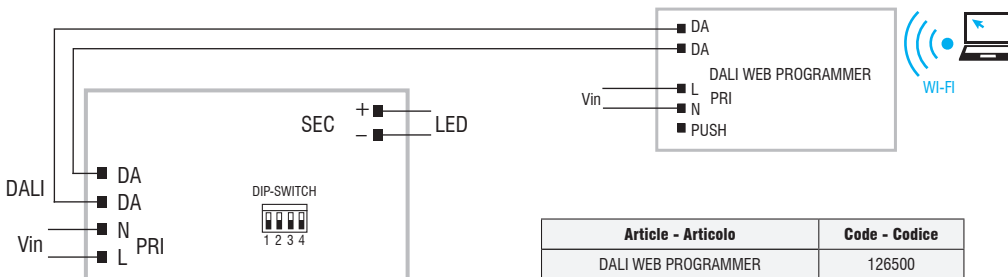 DA
DA
DALI WEB PROGRAMMER
L
PRI
N
Vin
PUSH
WI-FI
SEC
+
–
LED
DALI
DA
DA
N
PRI
L
Vin
DIP-SWITCH
1 2 3 4
Article - Articolo Code - Codice
DALI WEB PROGRAMMER 126500